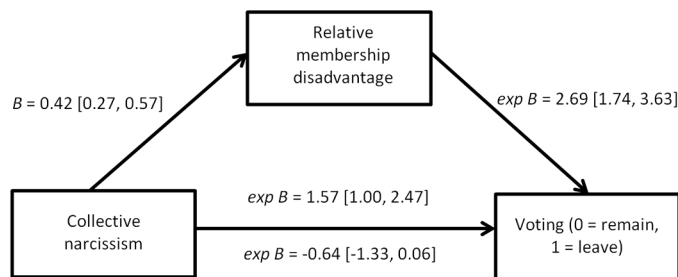 Relative
membership
disadvantage
B = 0.42 [0.27, 0.57]
exp B = 2.69 [1.74, 3.63]
Collective
narcissism
exp B = 1.57 [1.00, 2.47]
exp B = -0.64 [-1.33, 0.06]
Voting (0 = remain,
1 = leave)